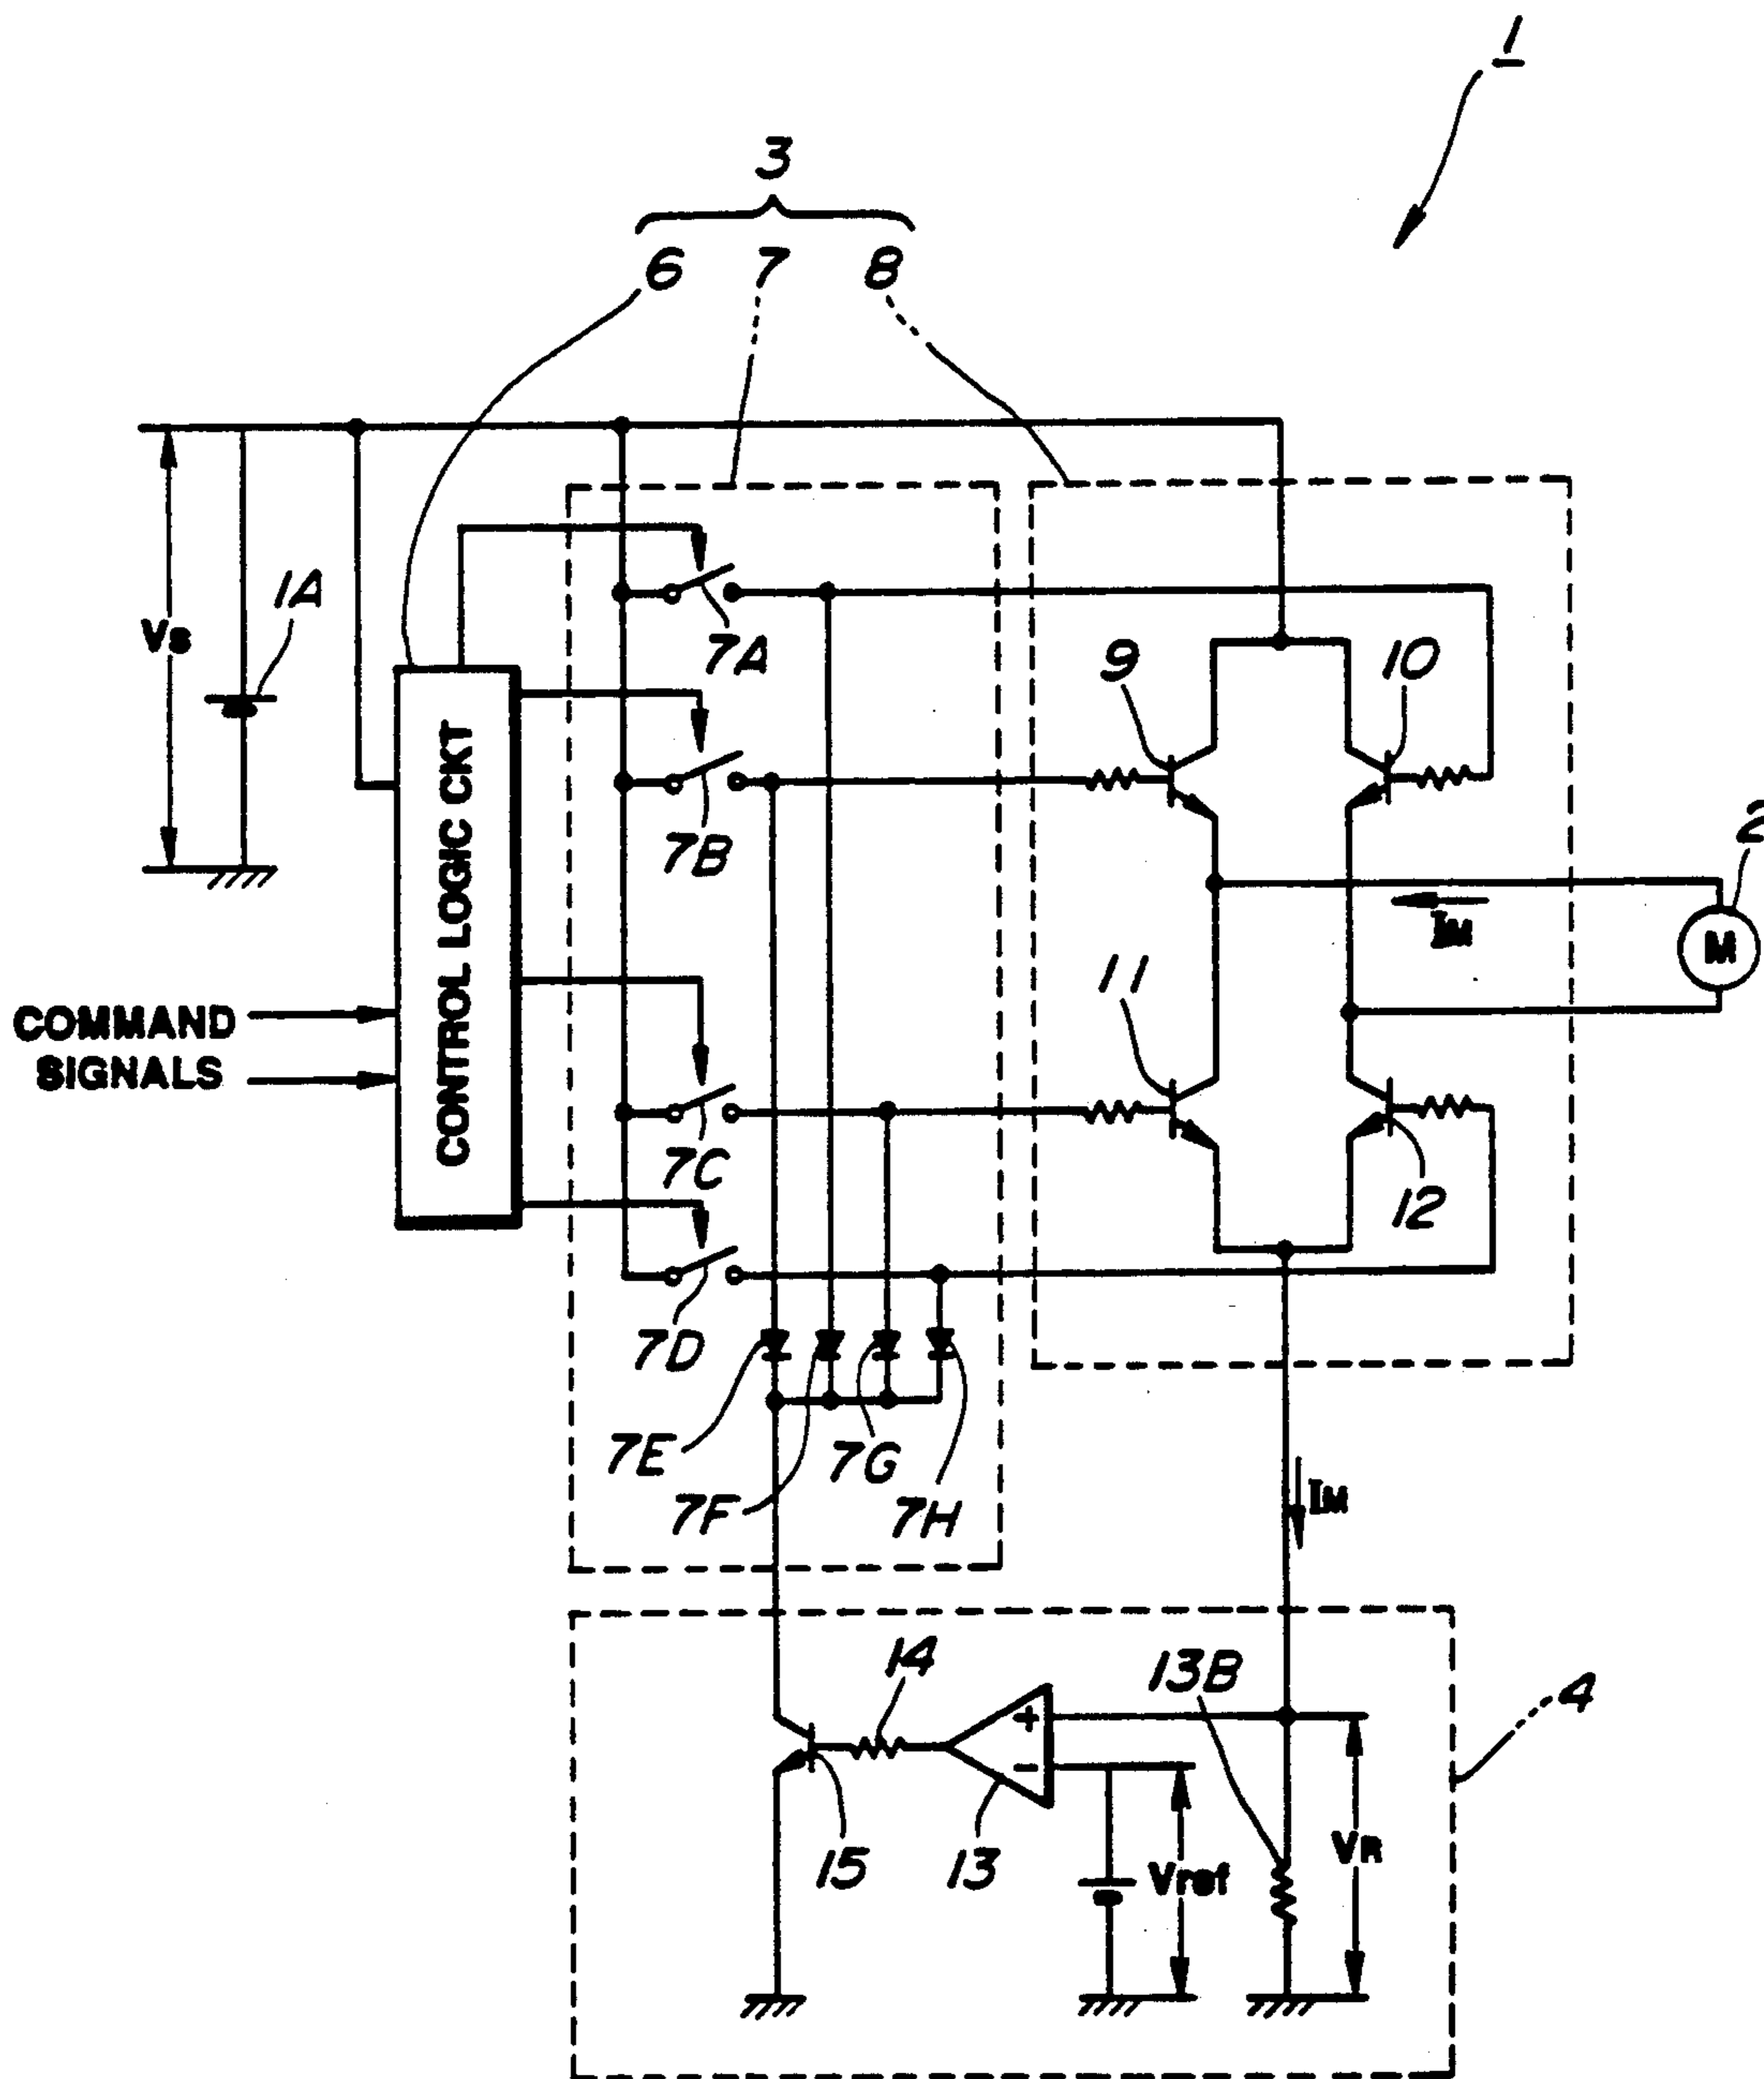 1
3
6 7 8
1A
VS
7A
9
10
7B
2
CONTROL LOGIC CKT
IM
M
11
COMMAND
SIGNALS
7C
12
7D
7E
7G
7F
7H
IM
14
13B
4
+
-
15
13
Vref
VR